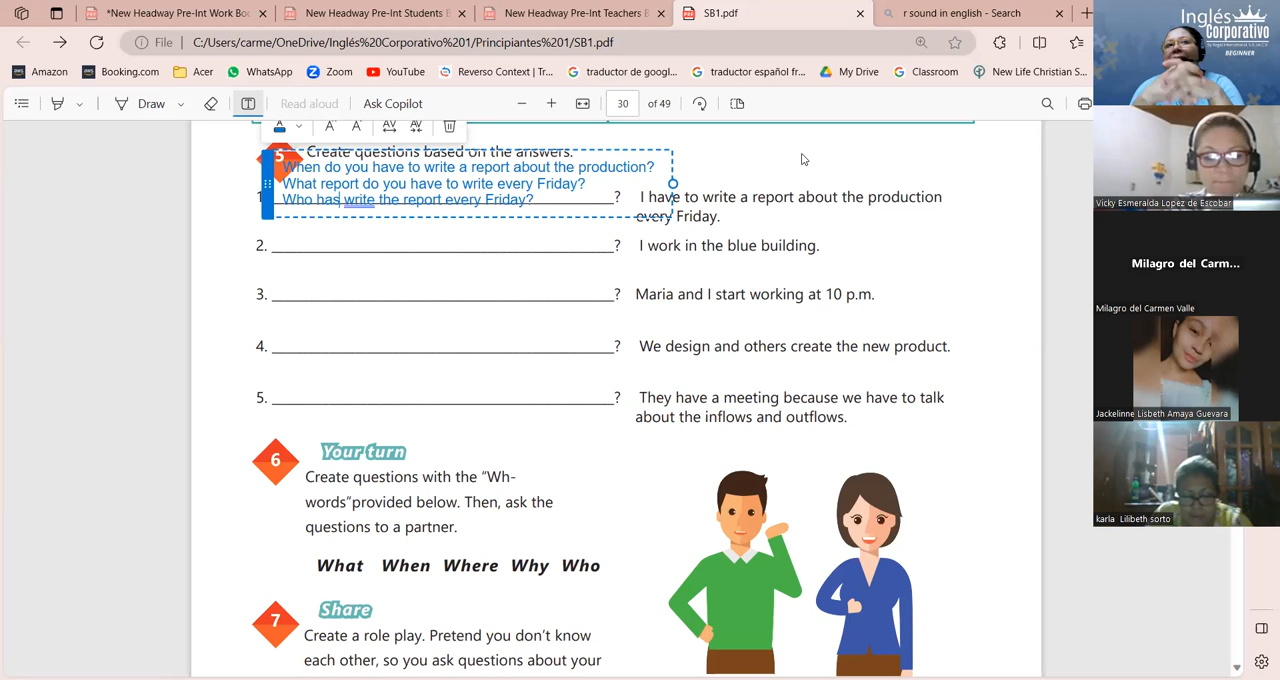 *New Headway Pre-Int Work Boo
New Headway Pre-Int Students B
New Headway Pre-Int Teachers B
SB1.pdf
r sound in english - Search
File
C:/Users/carme/OneDrive/Inglés%20Corporativo%201/Principiantes%201/SB1.pdf
Amazon
Booking.com
Acer
WhatsApp
Zoom
YouTube
Reverso Context | Tr...
traductor de googl...
traductor español fr...
My Drive
Classroom
New Life Christian S...
Draw
Read aloud
Ask Copilot
30 of 49
5 Create questions based on the answers.
When do you have to write a report about the production?
What report do you have to write every Friday?
Who has write the report every Friday?
1. ? I have to write a report about the production
every Friday.
2. ? I work in the blue building.
3. ? Maria and I start working at 10 p.m.
4. ? We design and others create the new product.
5. ? They have a meeting because we have to talk
about the inflows and outflows.
6 Your turn
Create questions with the “Wh-
words”provided below. Then, ask the
questions to a partner.
What When Where Why Who
7 Share
Create a role play. Pretend you don’t know
each other, so you ask questions about your
Inglés
Corporativo
BEGINNER
Vicky Esmeralda Lopez de Escobar
Milagro del Carm...
Milagro del Carmen Valle
Jackelinne Lisbeth Amaya Guevara
karla Lilibeth sorto